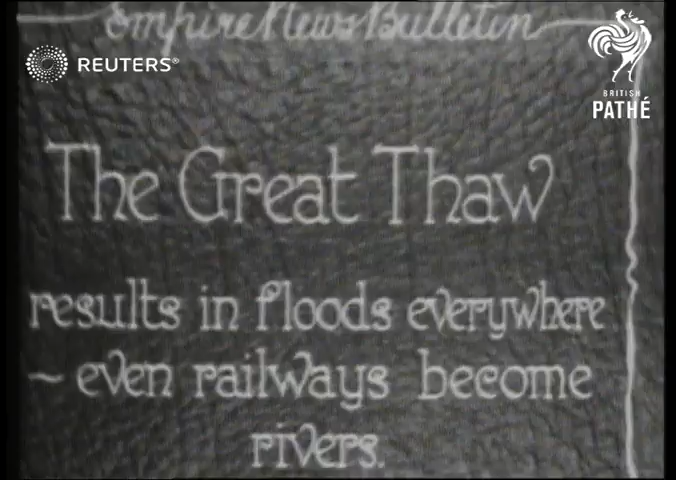 Empire News Bulletin
REUTERS®
BRITISH
PATHÉ
The Great Thaw
results in floods everywhere
~ even railways become
rivers.